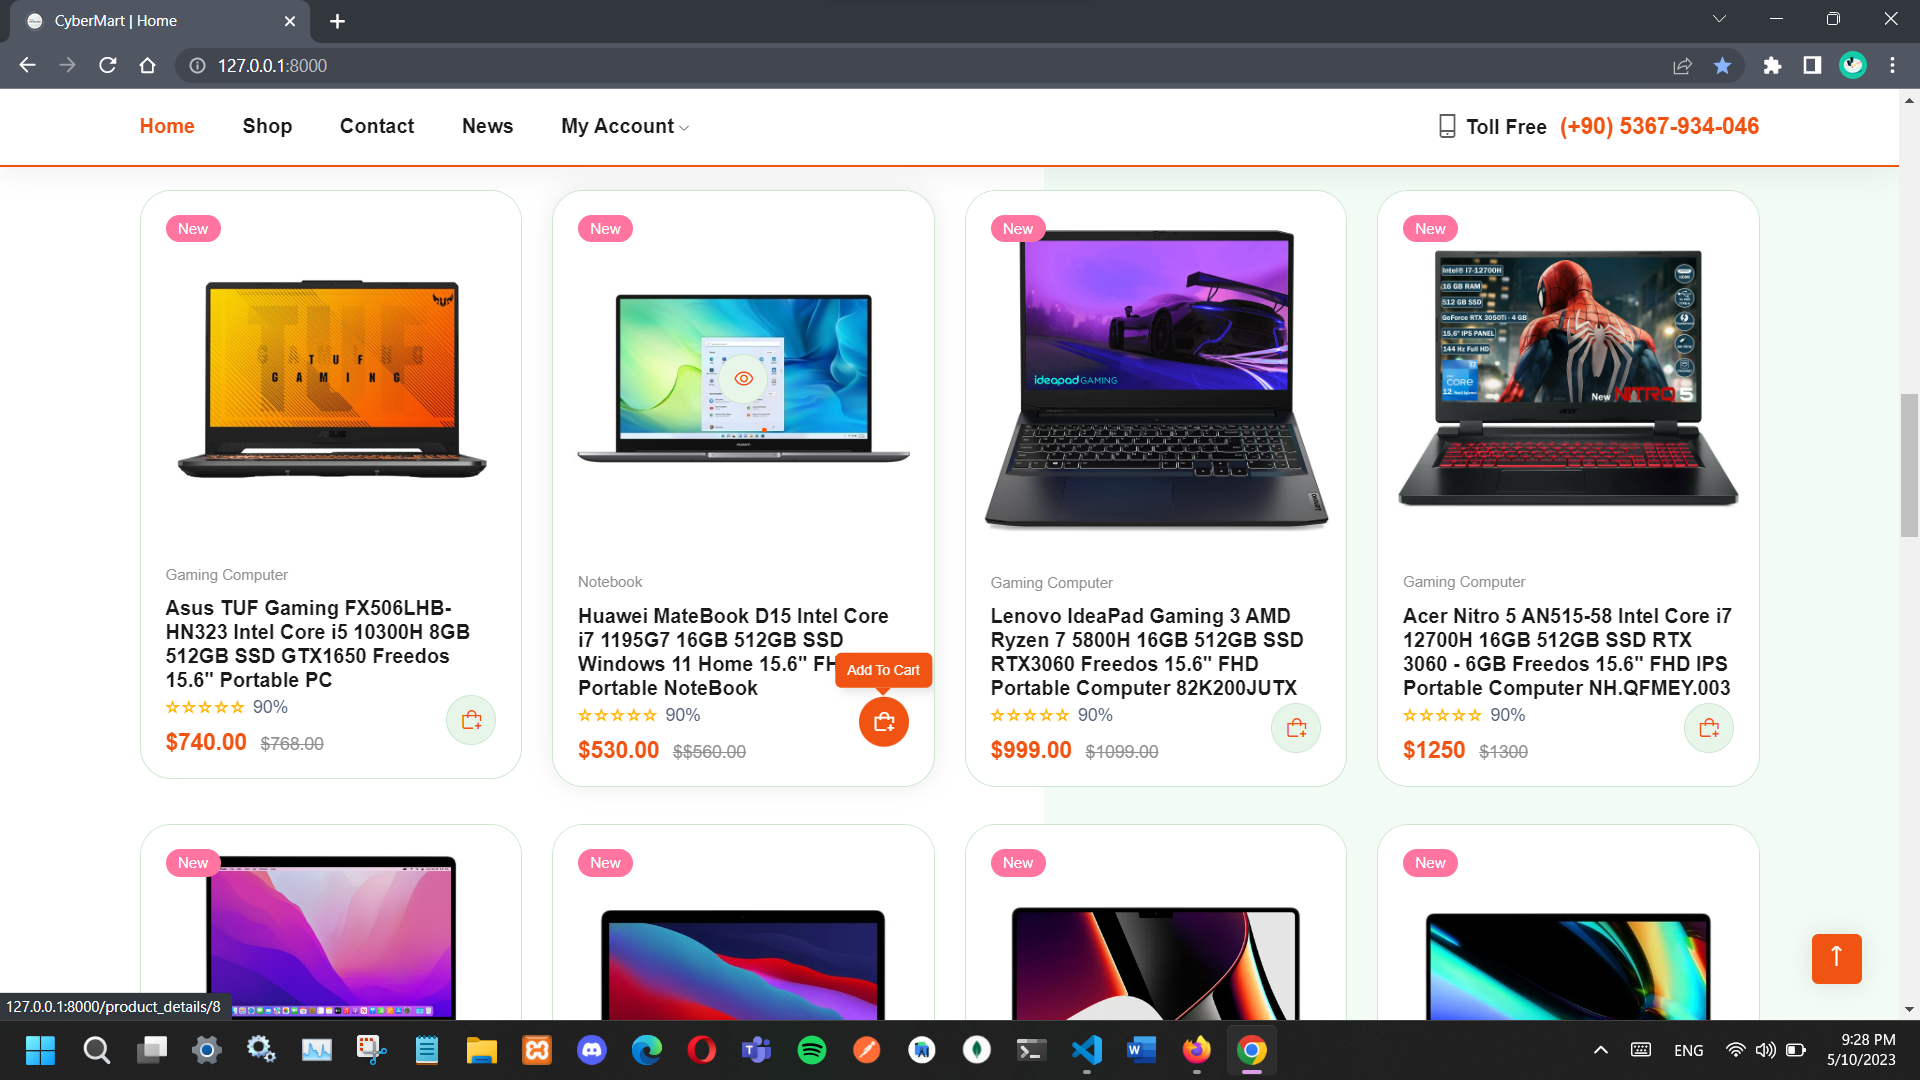 CyberMart | Home
127.0.0.1:8000
Home
Shop
Contact
News
My Account
Toll Free (+90) 5367-934-046
New
TUF
GAMING
ASUS
Gaming Computer
Asus TUF Gaming FX506LHB-
HN323 Intel Core i5 10300H 8GB
512GB SSD GTX1650 Freedos
15.6" Portable PC
90%
$740.00 $768.00
New
HUAWEI
Notebook
Huawei MateBook D15 Intel Core
i7 1195G7 16GB 512GB SSD
Windows 11 Home 15.6" FH
Portable NoteBook
Add To Cart
90%
$530.00 $$560.00
New
ideapad GAMING
Lenovo
Gaming Computer
Lenovo IdeaPad Gaming 3 AMD
Ryzen 7 5800H 16GB 512GB SSD
RTX3060 Freedos 15.6" FHD
Portable Computer 82K200JUTX
90%
$999.00 $1099.00
New
Intel® I7-12700H
16 GB RAM
512 GB SSD
GeForce RTX 3050Ti - 4 GB
15,6" IPS PANEL
144 Hz Full HD
CORE
New NITRO 5
acer
Gaming Computer
Acer Nitro 5 AN515-58 Intel Core i7
12700H 16GB 512GB SSD RTX
3060 - 6GB Freedos 15.6" FHD IPS
Portable Computer NH.QFMEY.003
90%
$1250 $1300
New
New
New
New
127.0.0.1:8000/product_details/8
ENG
9:28 PM
5/10/2023